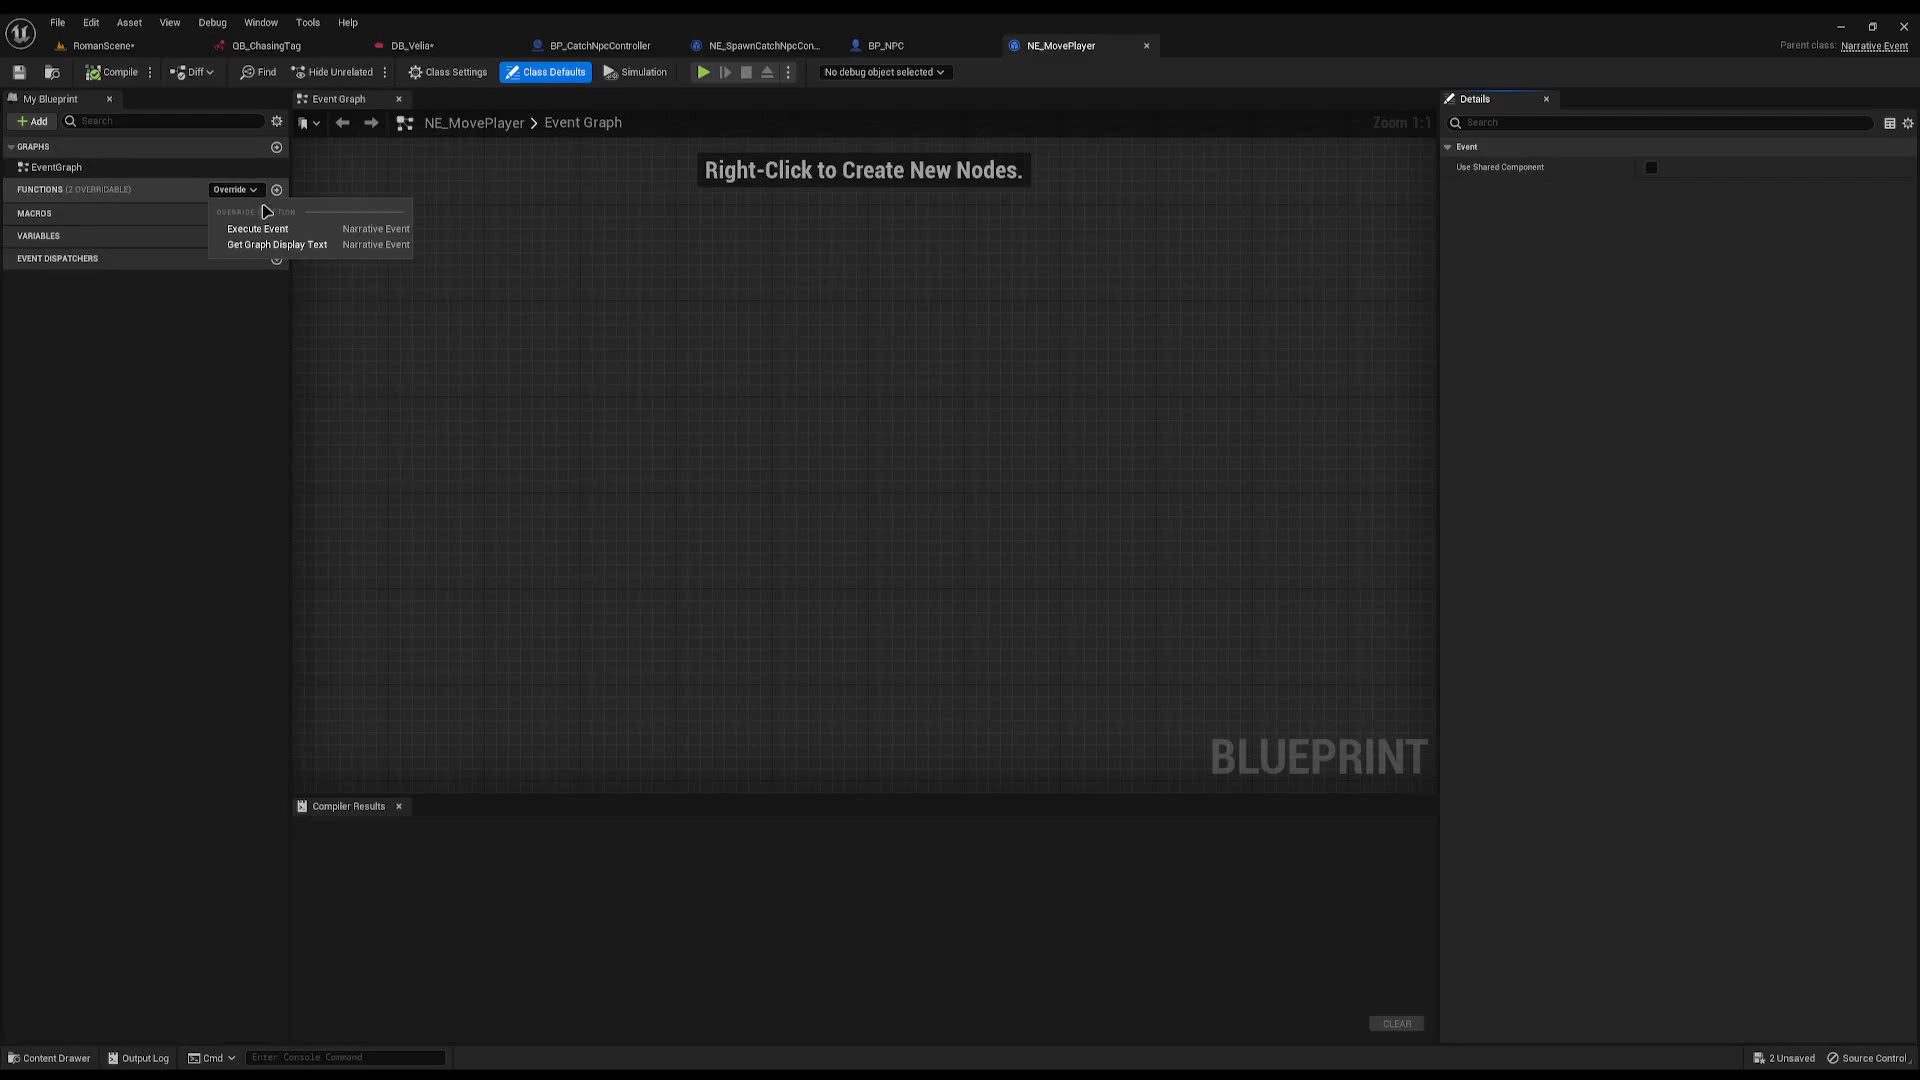 File Edit Asset View Debug Window Tools Help
RomanScene* QB_ChasingTag DB_Velia* BP_CatchNpcController NE_SpawnCatchNpcCon... BP_NPC NE_MovePlayer Parent class: Narrative Event
Compile Diff Find Hide Unrelated Class Settings Class Defaults Simulation No debug object selected
My Blueprint Event Graph Details
Add Search NE_MovePlayer > Event Graph Zoom 1:1 Search
GRAPHS Event
EventGraph Use Shared Component
Right-Click to Create New Nodes.
FUNCTIONS (2 OVERRIDABLE) Override
MACROS OVERRIDE
VARIABLES Execute Event Narrative Event
Get Graph Display Text Narrative Event
EVENT DISPATCHERS
BLUEPRINT
Compiler Results
CLEAR
Content Drawer Output Log Cmd Enter Console Command 2 Unsaved Source Control